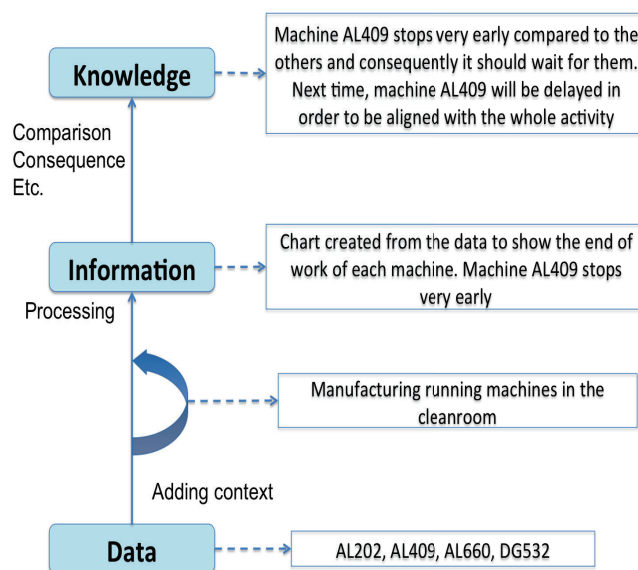 Knowledge
Machine AL409 stops very early compared to the
others and consequently it should wait for them.
Next time, machine AL409 will be delayed in
order to be aligned with the whole activity
Comparison
Consequence
Etc.
Information
Chart created from the data to show the end of
work of each machine. Machine AL409 stops
very early
Processing
Manufacturing running machines in the
cleanroom
Adding context
Data
AL202, AL409, AL660, DG532